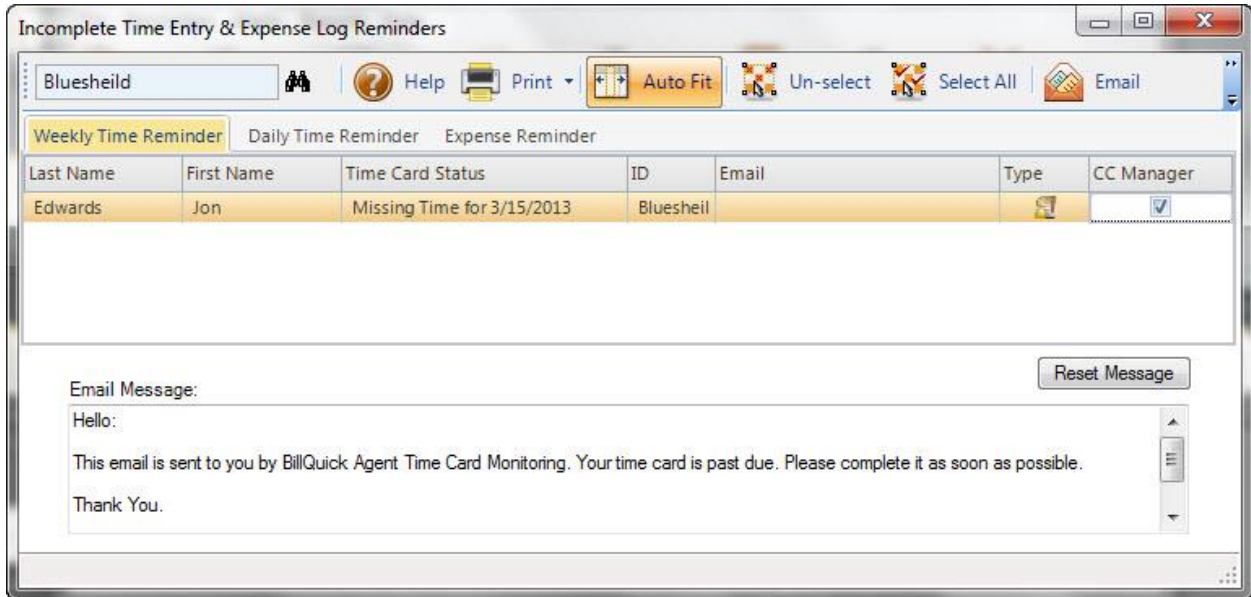 Incomplete Time Entry & Expense Log Reminders
Bluesheild Help Print Auto Fit Un-select Select All Email
Weekly Time Reminder Daily Time Reminder Expense Reminder
Last Name First Name Time Card Status ID Email Type CC Manager
Edwards Jon Missing Time for 3/15/2013 Bluesheil
Reset Message
Email Message:
Hello:
This email is sent to you by BillQuick Agent Time Card Monitoring. Your time card is past due. Please complete it as soon as possible.
Thank You.